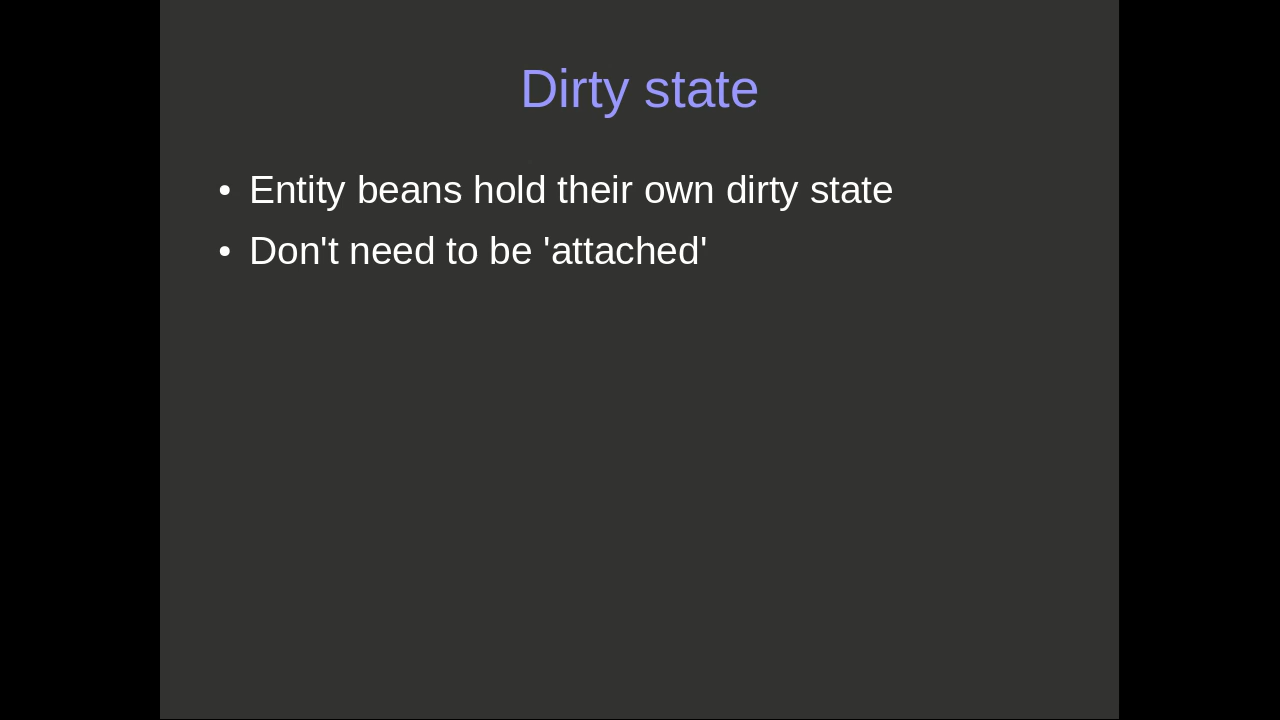 Dirty state
• Entity beans hold their own dirty state
• Don't need to be 'attached'